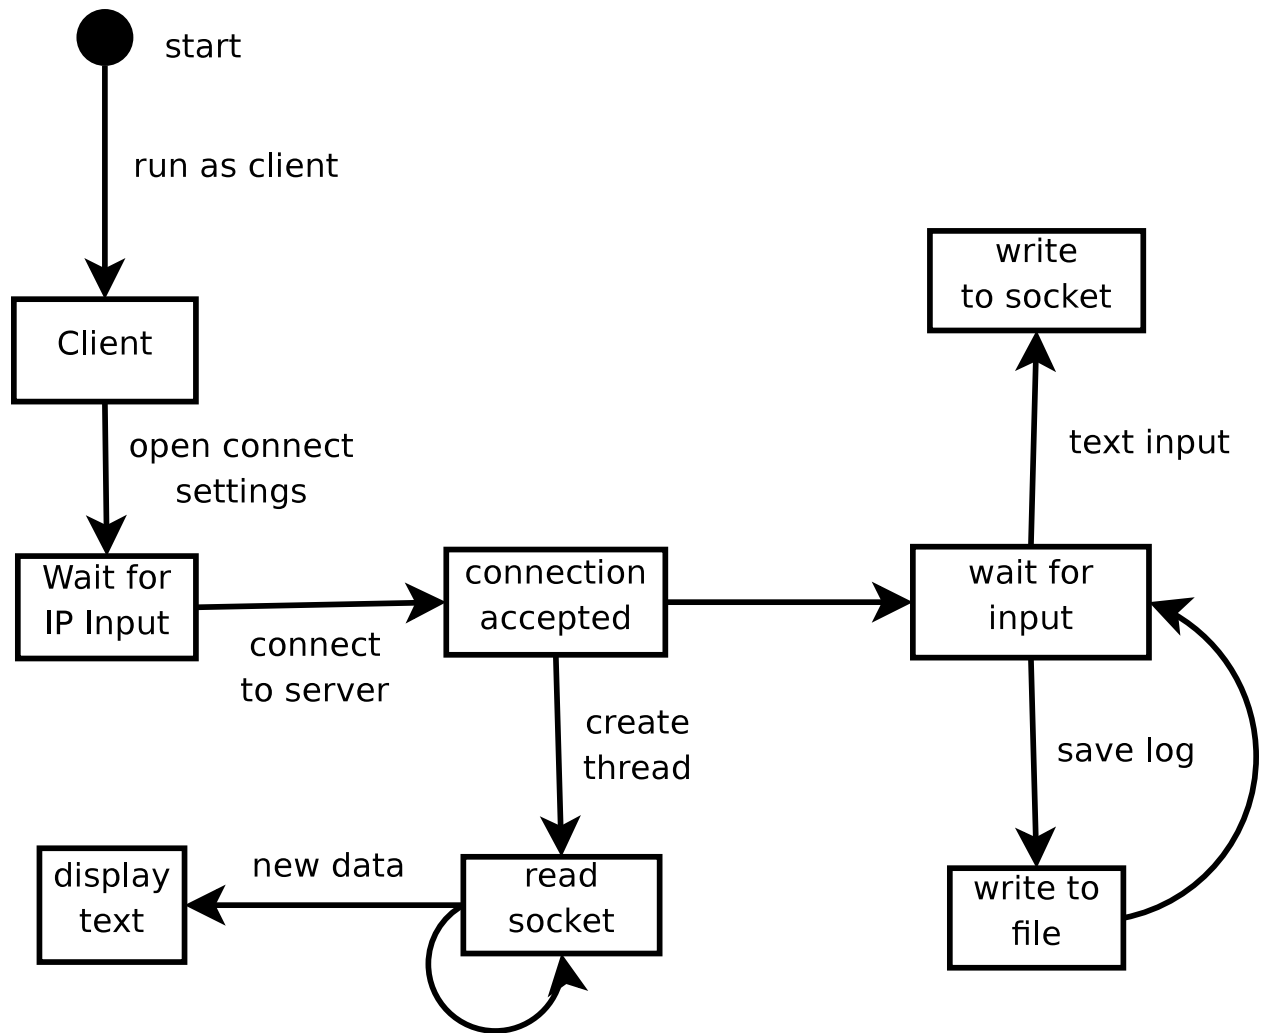 start
run as client
write
to socket
Client
open connect
settings
text input
Wait for
IP Input
connection
accepted
wait for
input
connect
to server
create
thread
save log
display
text
new data
read
socket
write to
file